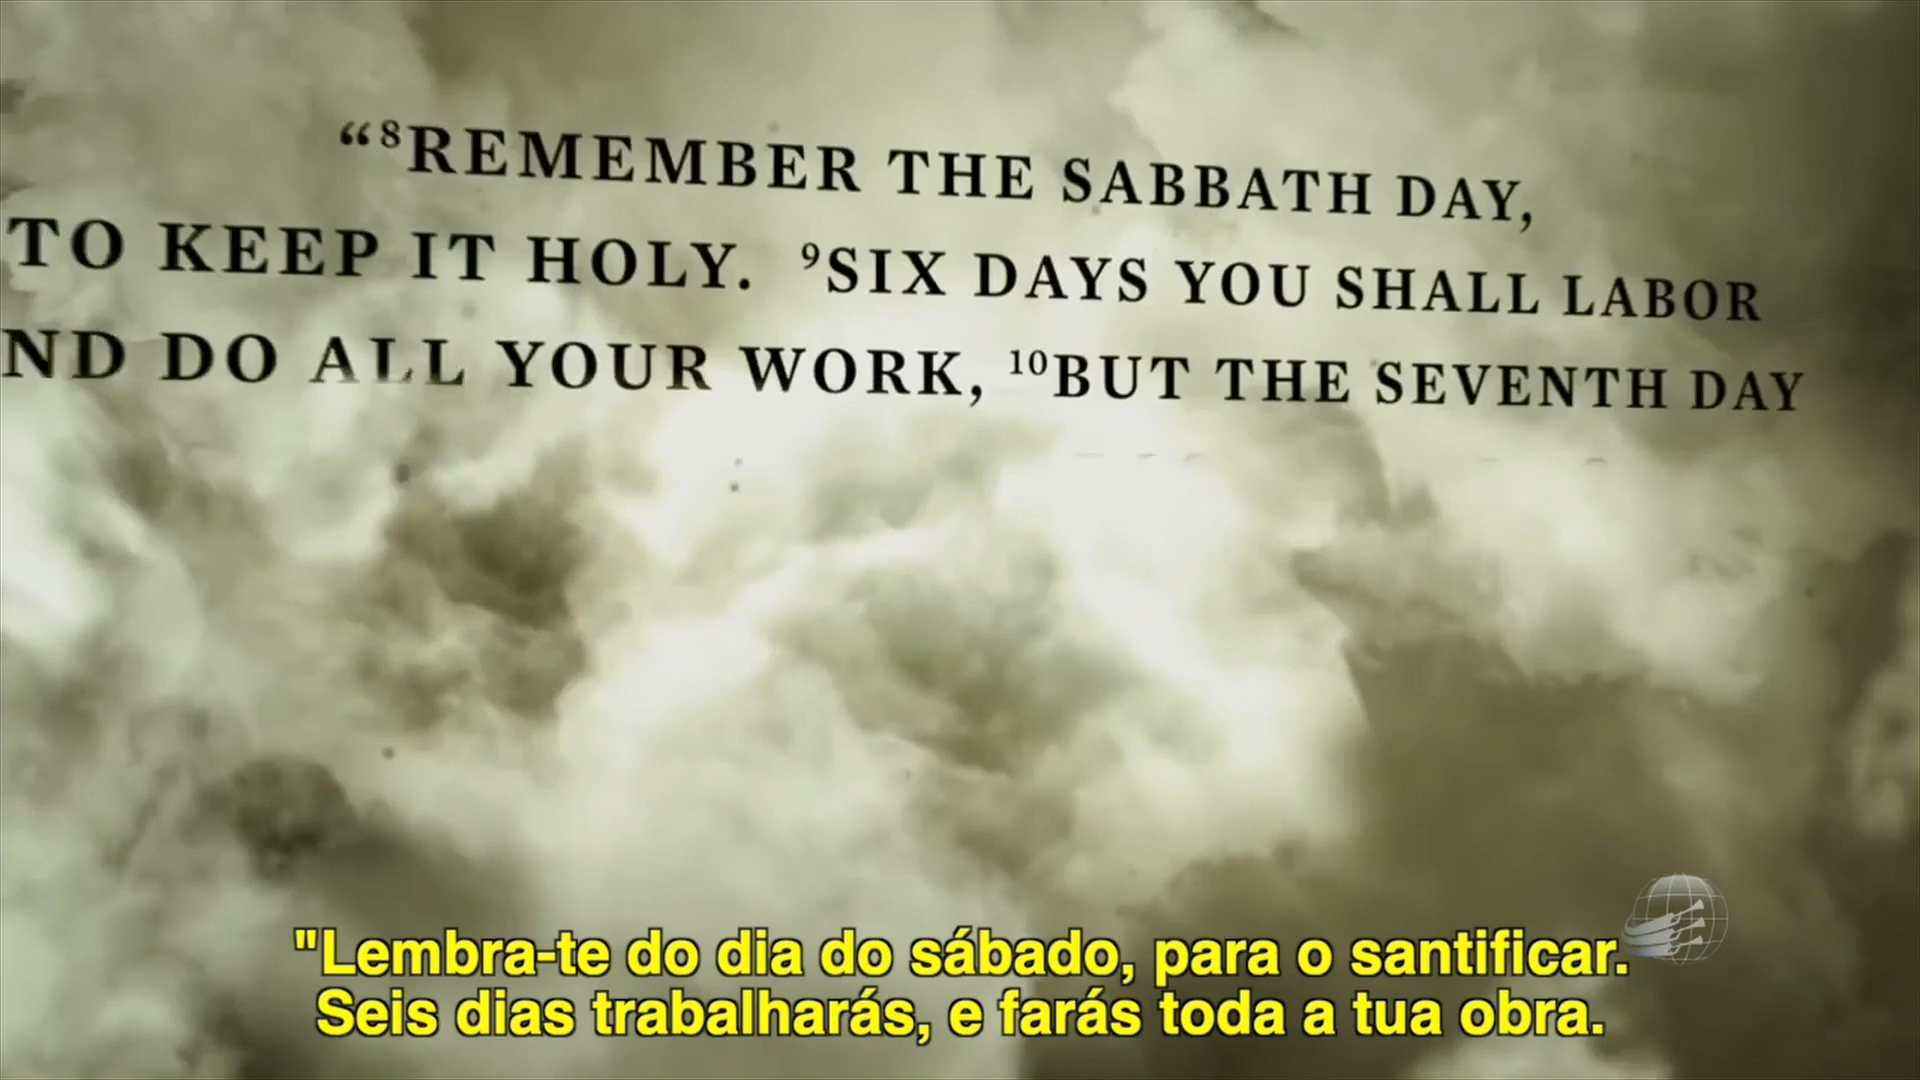 “⁸REMEMBER THE SABBATH DAY,
TO KEEP IT HOLY. ⁹SIX DAYS YOU SHALL LABOR
ND DO ALL YOUR WORK, ¹⁰BUT THE SEVENTH DAY
"Lembra-te do dia do sábado, para o santificar.
Seis dias trabalharás, e farás toda a tua obra.